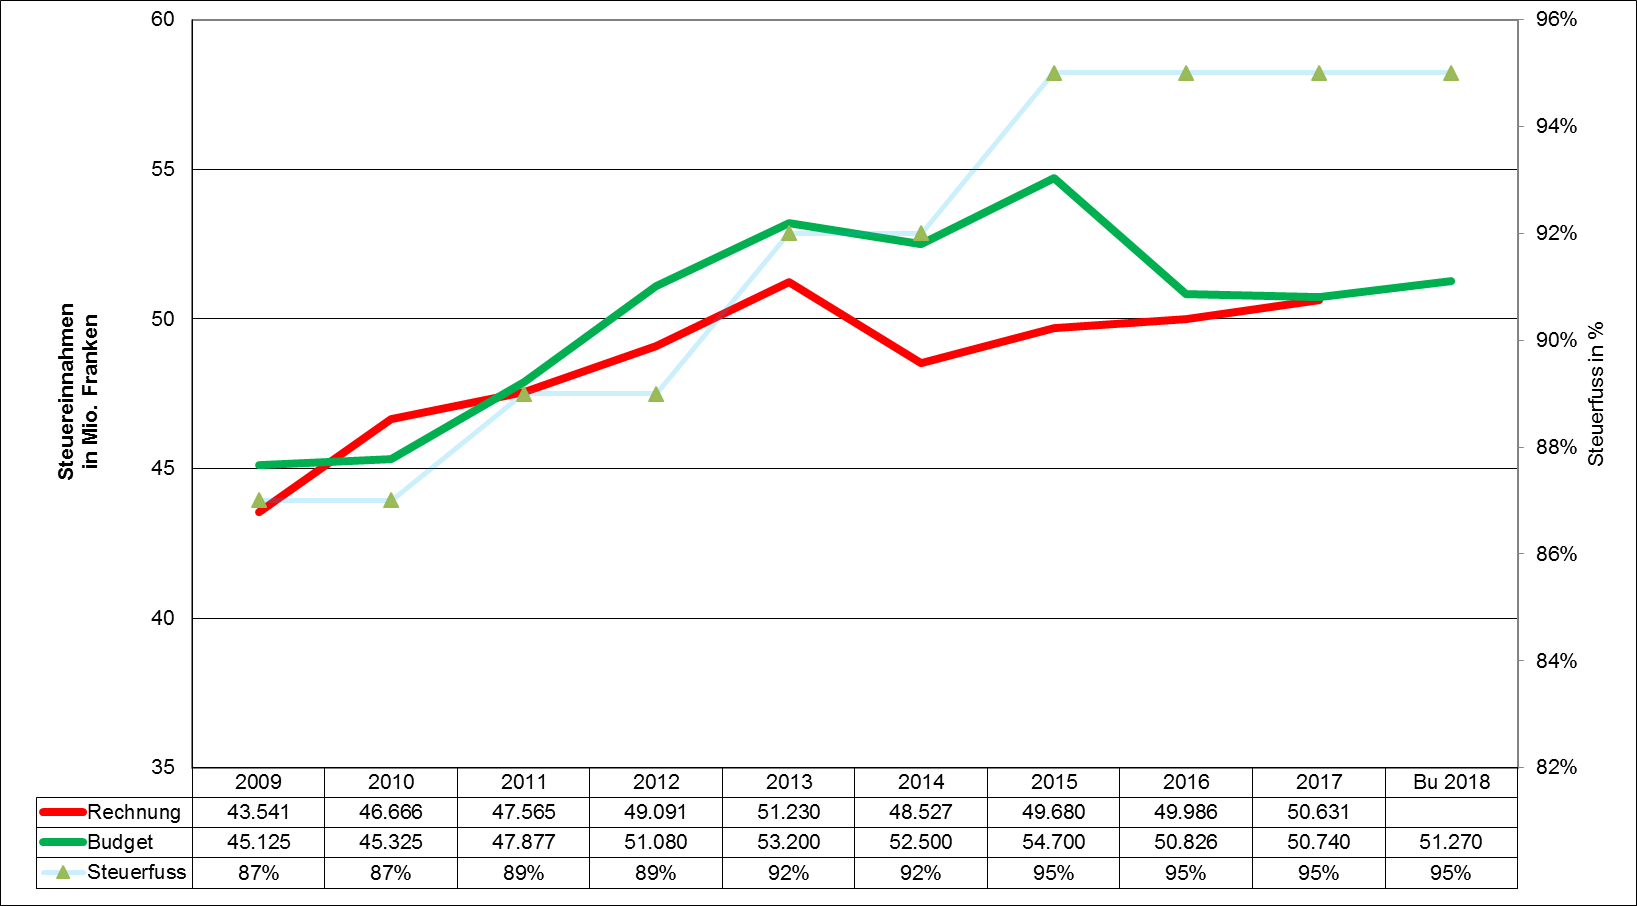 60
55
50
45
40
35
Steuereinnahmen
in Mio. Franken
96%
94%
92%
90%
88%
86%
84%
82%
Steuerfuss in %
2009 2010 2011 2012 2013 2014 2015 2016 2017 Bu 2018
Rechnung 43.541 46.666 47.565 49.091 51.230 48.527 49.680 49.986 50.631
Budget 45.125 45.325 47.877 51.080 53.200 52.500 54.700 50.826 50.740 51.270
Steuerfuss 87% 87% 89% 89% 92% 92% 95% 95% 95% 95%